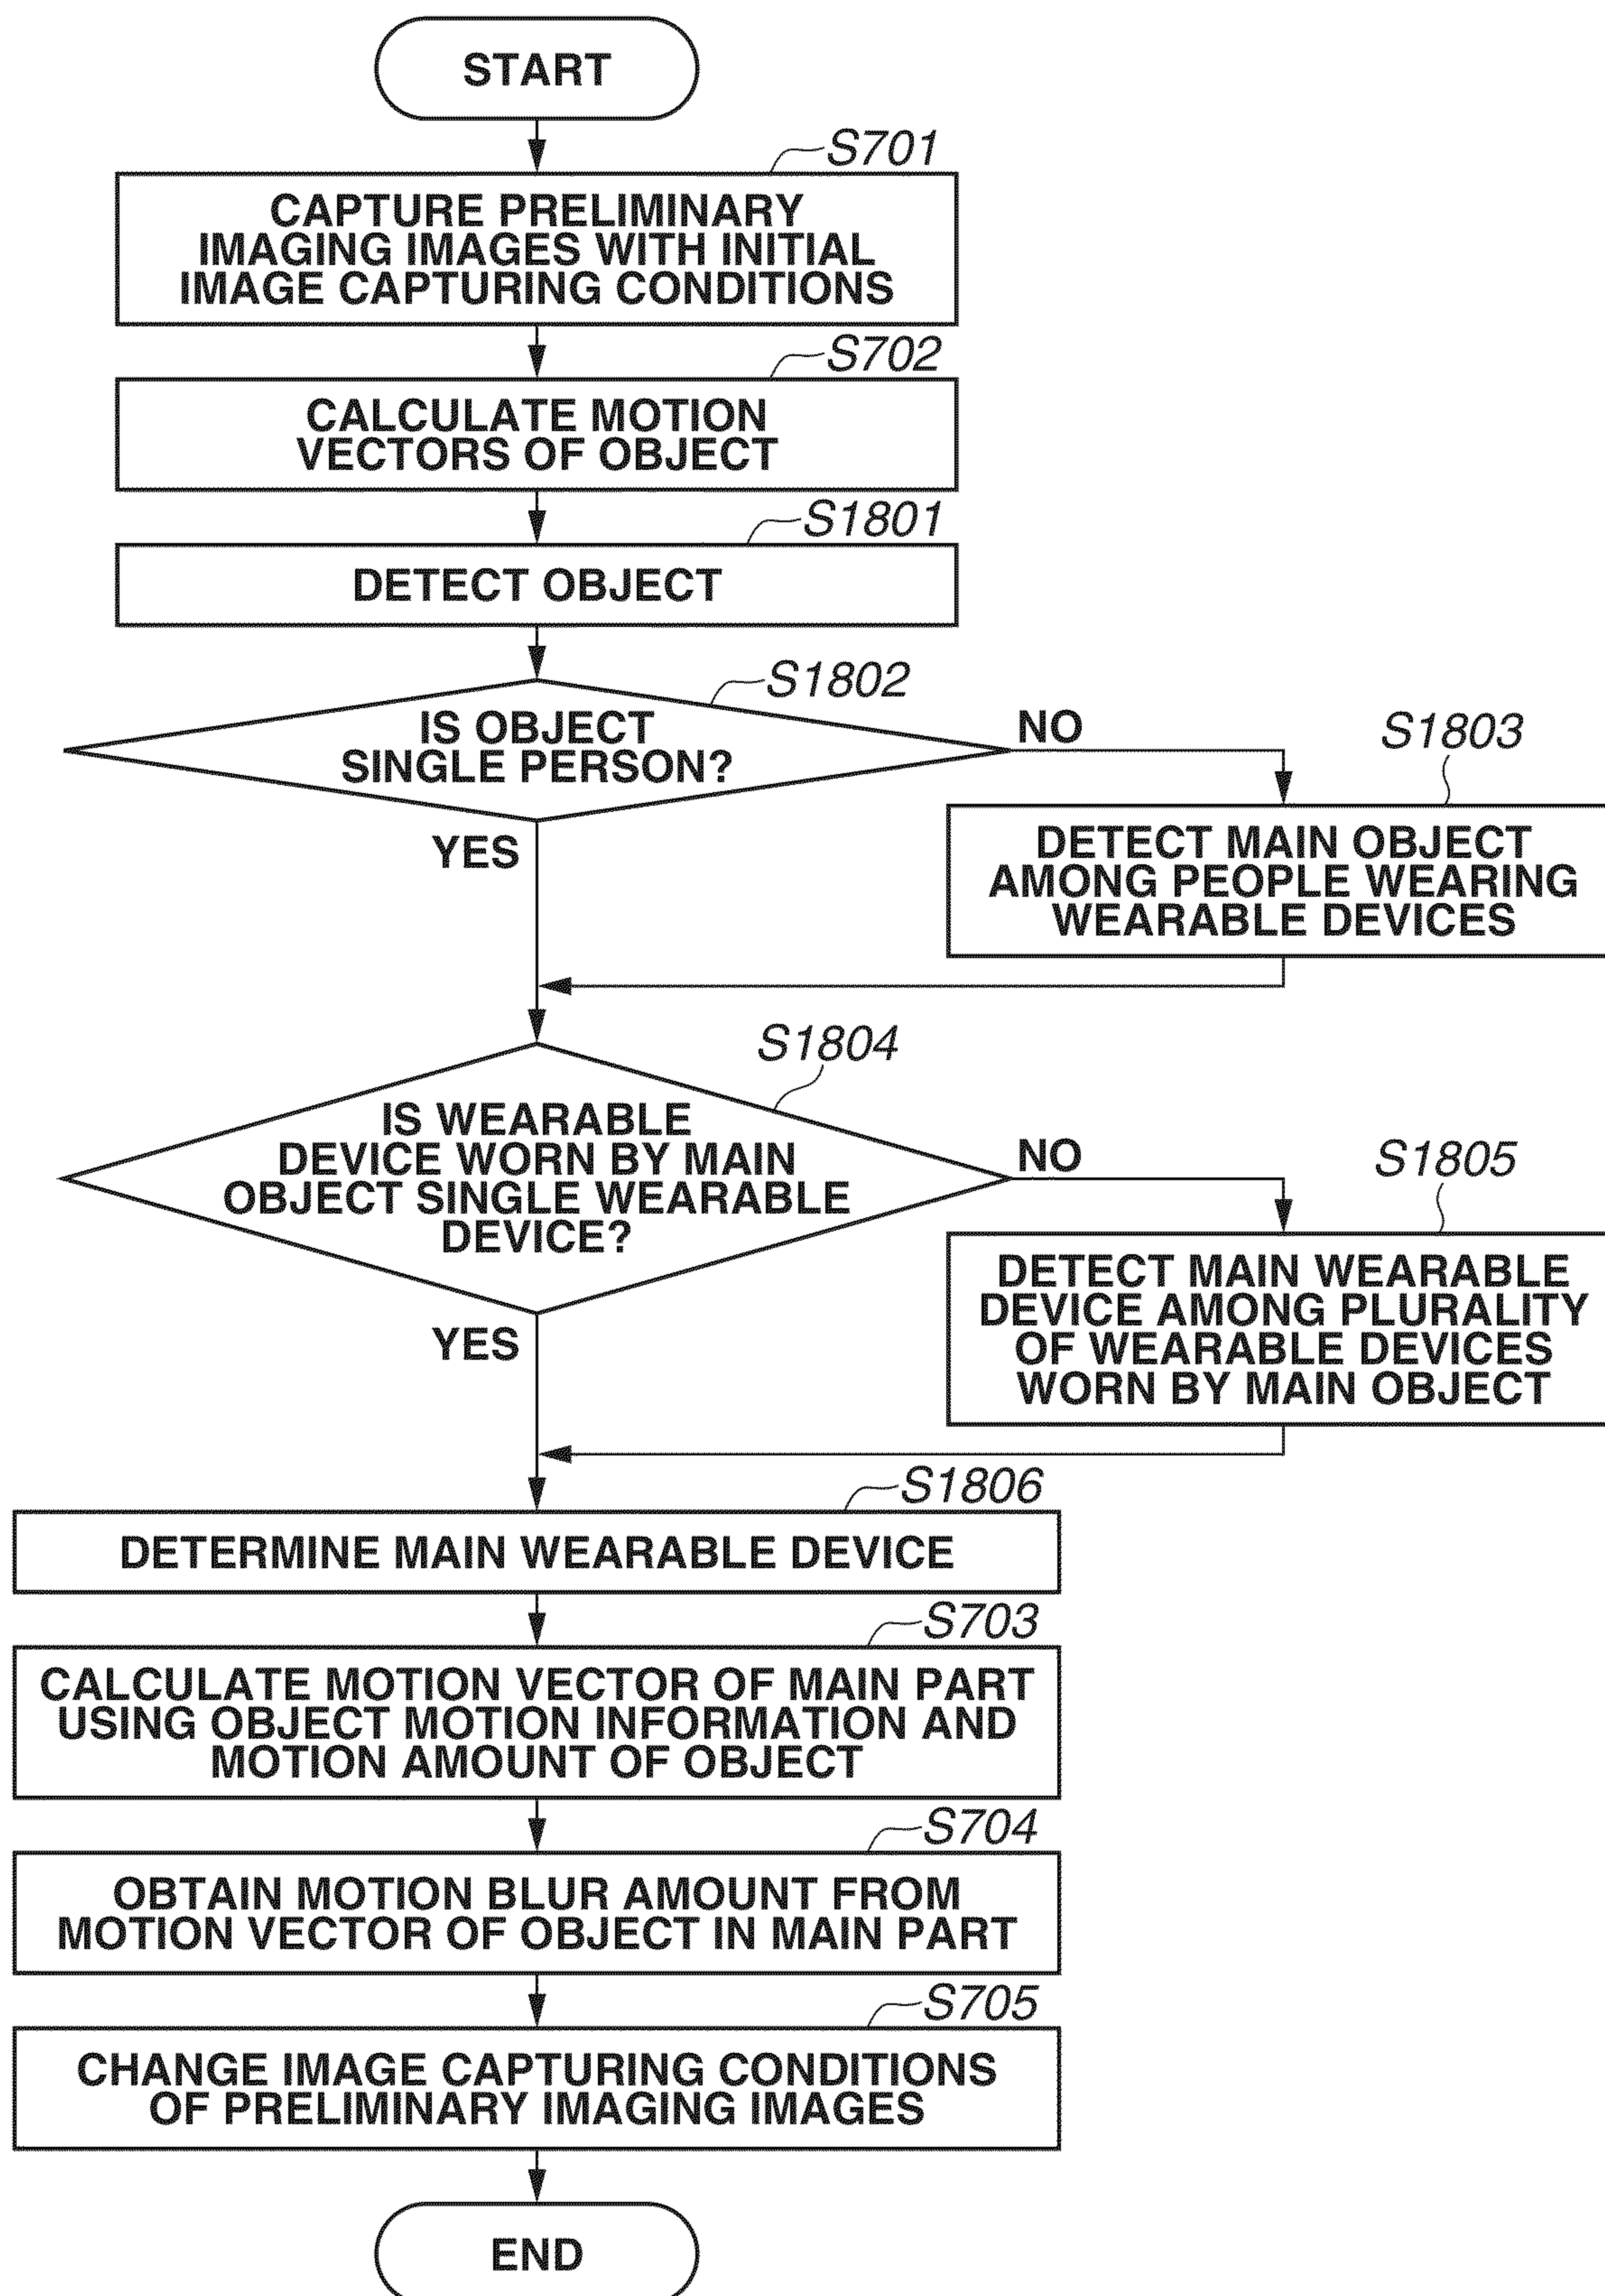 START
S701
CAPTURE PRELIMINARY
IMAGING IMAGES WITH INITIAL
IMAGE CAPTURING CONDITIONS
S702
CALCULATE MOTION
VECTORS OF OBJECT
S1801
DETECT OBJECT
S1802
IS OBJECT
SINGLE PERSON?
NO
YES
S1803
DETECT MAIN OBJECT
AMONG PEOPLE WEARING
WEARABLE DEVICES
S1804
IS WEARABLE
DEVICE WORN BY MAIN
OBJECT SINGLE WEARABLE
DEVICE?
NO
YES
S1805
DETECT MAIN WEARABLE
DEVICE AMONG PLURALITY
OF WEARABLE DEVICES
WORN BY MAIN OBJECT
S1806
DETERMINE MAIN WEARABLE DEVICE
S703
CALCULATE MOTION VECTOR OF MAIN PART
USING OBJECT MOTION INFORMATION AND
MOTION AMOUNT OF OBJECT
S704
OBTAIN MOTION BLUR AMOUNT FROM
MOTION VECTOR OF OBJECT IN MAIN PART
S705
CHANGE IMAGE CAPTURING CONDITIONS
OF PRELIMINARY IMAGING IMAGES
END